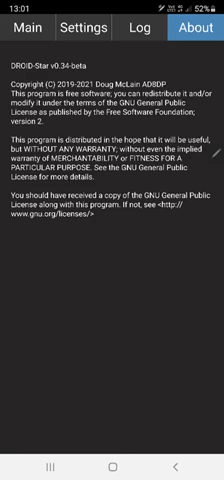 13:01
52%
Main Settings Log About
DROID-Star v0.34-beta
Copyright (C) 2019-2021 Doug McLain AD8DP
This program is free software; you can redistribute it and/or
modify it under the terms of the GNU General Public
License as published by the Free Software Foundation;
version 2.
This program is distributed in the hope that it will be useful,
but WITHOUT ANY WARRANTY; without even the implied
warranty of MERCHANTABILITY or FITNESS FOR A
PARTICULAR PURPOSE. See the GNU General Public
License for more details.
You should have received a copy of the GNU General Public
License along with this program. If not, see <http://
www.gnu.org/licenses/>